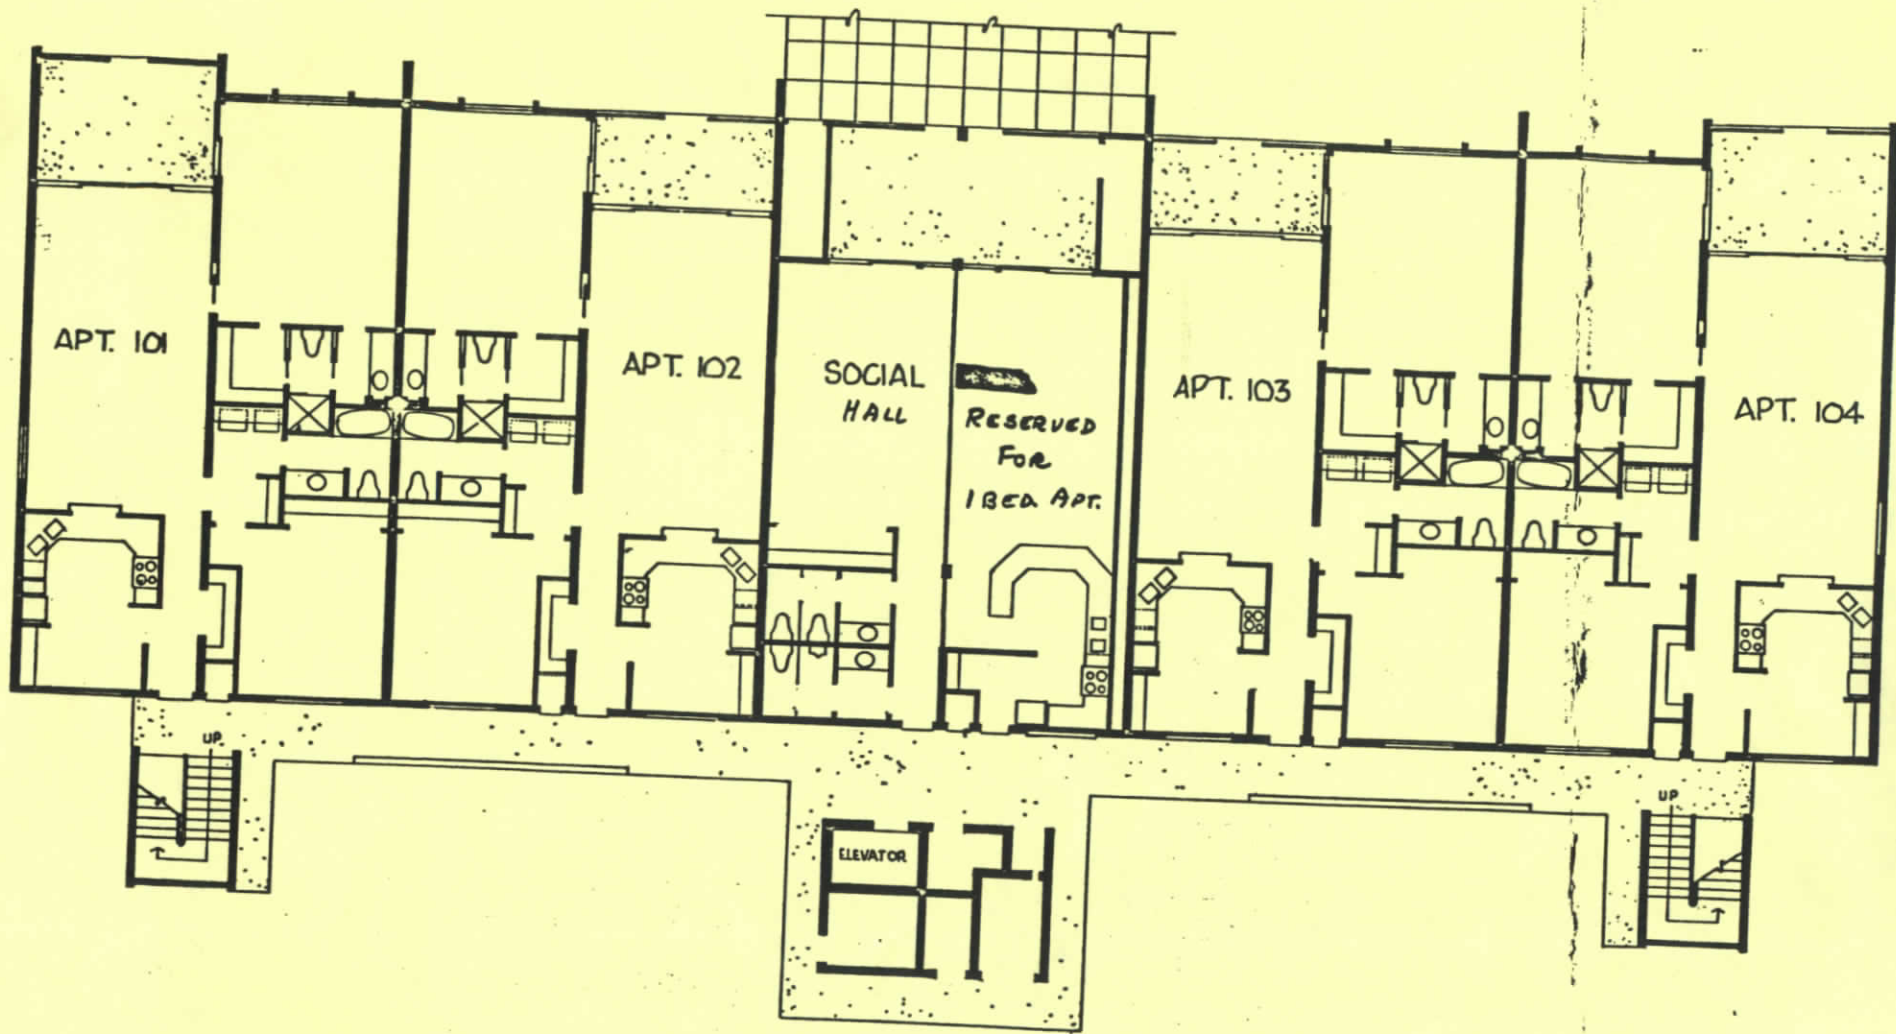 APT. 101
APT. 102
SOCIAL
HALL
RESERVED
FOR
1 BED APT.
APT. 103
APT. 104
UP
ELEVATOR
UP